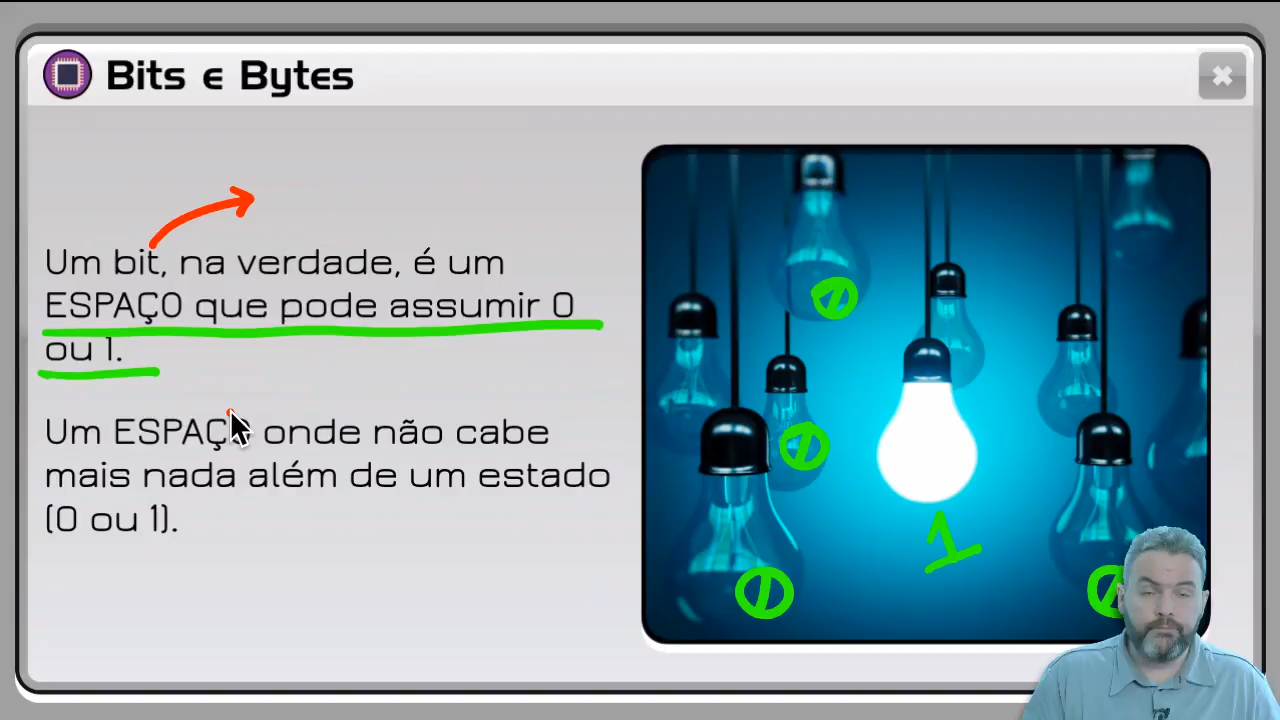 Bits e Bytes
Um bit, na verdade, é um
ESPAÇO que pode assumir 0
ou 1.
Um ESPAÇO onde não cabe
mais nada além de um estado
(0 ou 1).
0
0
1
0
0